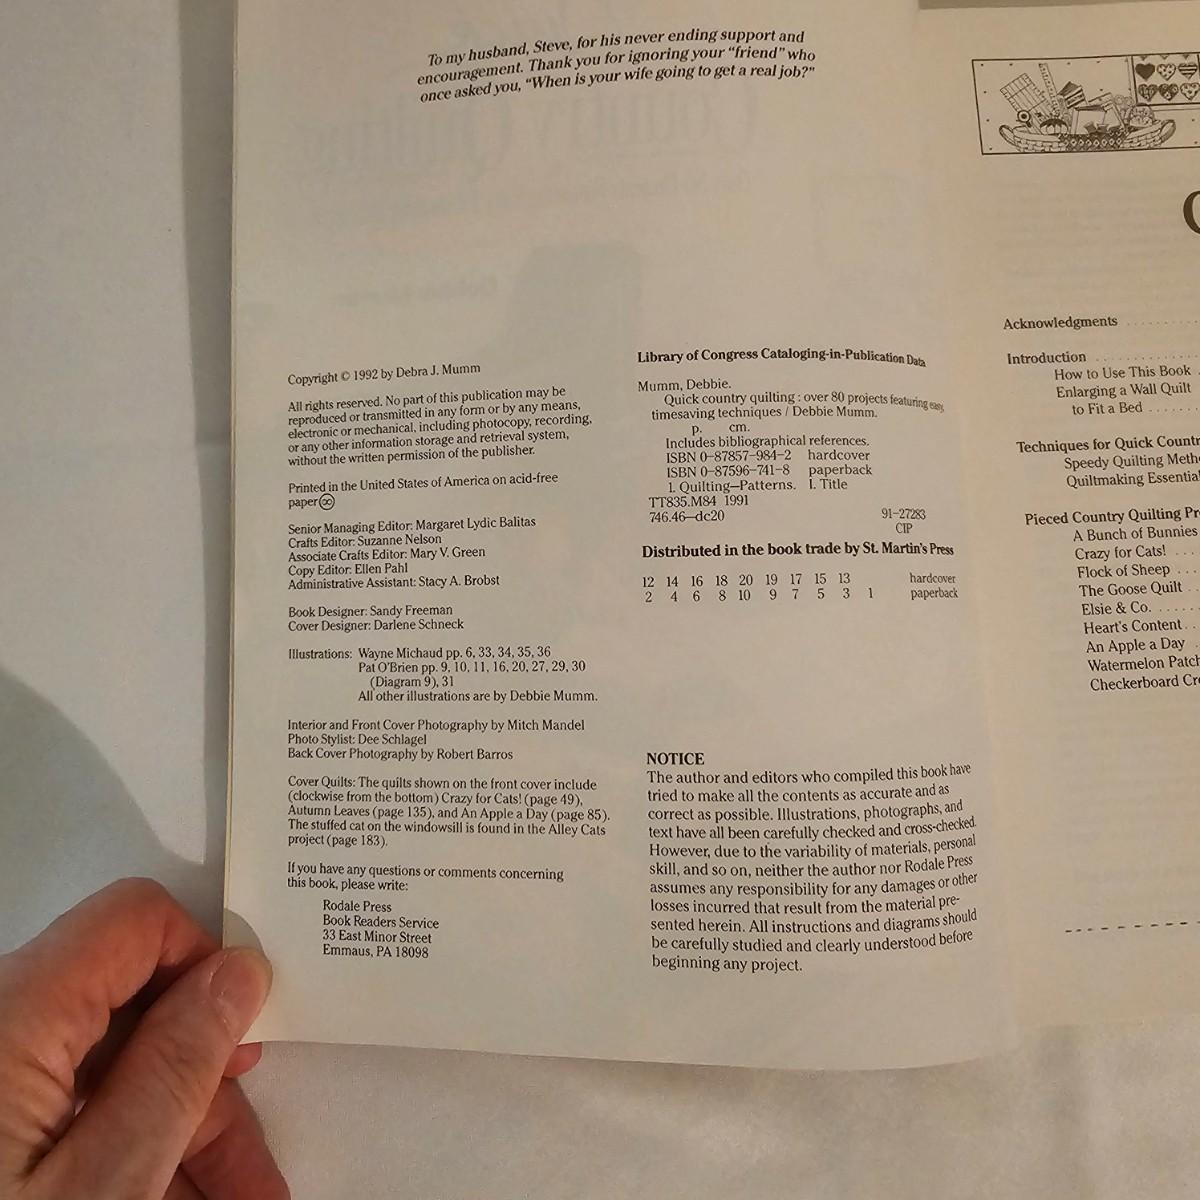 To my husband, Steve, for his never ending support and
encouragement. Thank you for ignoring your "friend" who
once asked you, "When is your wife going to get a real job?"
Copyright © 1992 by Debra J. Mumm
All rights reserved. No part of this publication may be
reproduced or transmitted in any form or by any means,
electronic or mechanical, including photocopy, recording,
or any other information storage and retrieval system,
without the written permission of the publisher.
Printed in the United States of America on acid-free
paper ♾
Senior Managing Editor: Margaret Lydic Balitas
Crafts Editor: Suzanne Nelson
Associate Crafts Editor: Mary V. Green
Copy Editor: Ellen Pahl
Administrative Assistant: Stacy A. Brobst
Book Designer: Sandy Freeman
Cover Designer: Darlene Schneck
Illustrations: Wayne Michaud pp. 6, 33, 34, 35, 36
Pat O'Brien pp. 9, 10, 11, 16, 20, 27, 29, 30
(Diagram 9), 31
All other illustrations are by Debbie Mumm.
Interior and Front Cover Photography by Mitch Mandel
Photo Stylist: Dee Schlagel
Back Cover Photography by Robert Barros
Cover Quilts: The quilts shown on the front cover include
(clockwise from the bottom) Crazy for Cats! (page 49),
Autumn Leaves (page 135), and An Apple a Day (page 85).
The stuffed cat on the windowsill is found in the Alley Cats
project (page 183).
If you have any questions or comments concerning
this book, please write:
Rodale Press
Book Readers Service
33 East Minor Street
Emmaus, PA 18098
Library of Congress Cataloging-in-Publication Data
Mumm, Debbie.
Quick country quilting : over 80 projects featuring easy,
timesaving techniques / Debbie Mumm.
p. cm.
Includes bibliographical references.
ISBN 0-87857-984-2 hardcover
ISBN 0-87596-741-8 paperback
1. Quilting—Patterns. I. Title
TT835.M84 1991
746.46—dc20 91-27283
CIP
Distributed in the book trade by St. Martin's Press
12 14 16 18 20 19 17 15 13 hardcover
2 4 6 8 10 9 7 5 3 1 paperback
NOTICE
The author and editors who compiled this book have
tried to make all the contents as accurate and as
correct as possible. Illustrations, photographs, and
text have all been carefully checked and cross-checked.
However, due to the variability of materials, personal
skill, and so on, neither the author nor Rodale Press
assumes any responsibility for any damages or other
losses incurred that result from the material pre-
sented herein. All instructions and diagrams should
be carefully studied and clearly understood before
beginning any project.
Acknowledgments
Introduction
How to Use This Book
Enlarging a Wall Quilt
to Fit a Bed
Techniques for Quick Countr
Speedy Quilting Meth
Quiltmaking Essential
Pieced Country Quilting Pr
A Bunch of Bunnies
Crazy for Cats!
Flock of Sheep
The Goose Quilt
Elsie & Co.
Heart's Content
An Apple a Day
Watermelon Patch
Checkerboard Cr